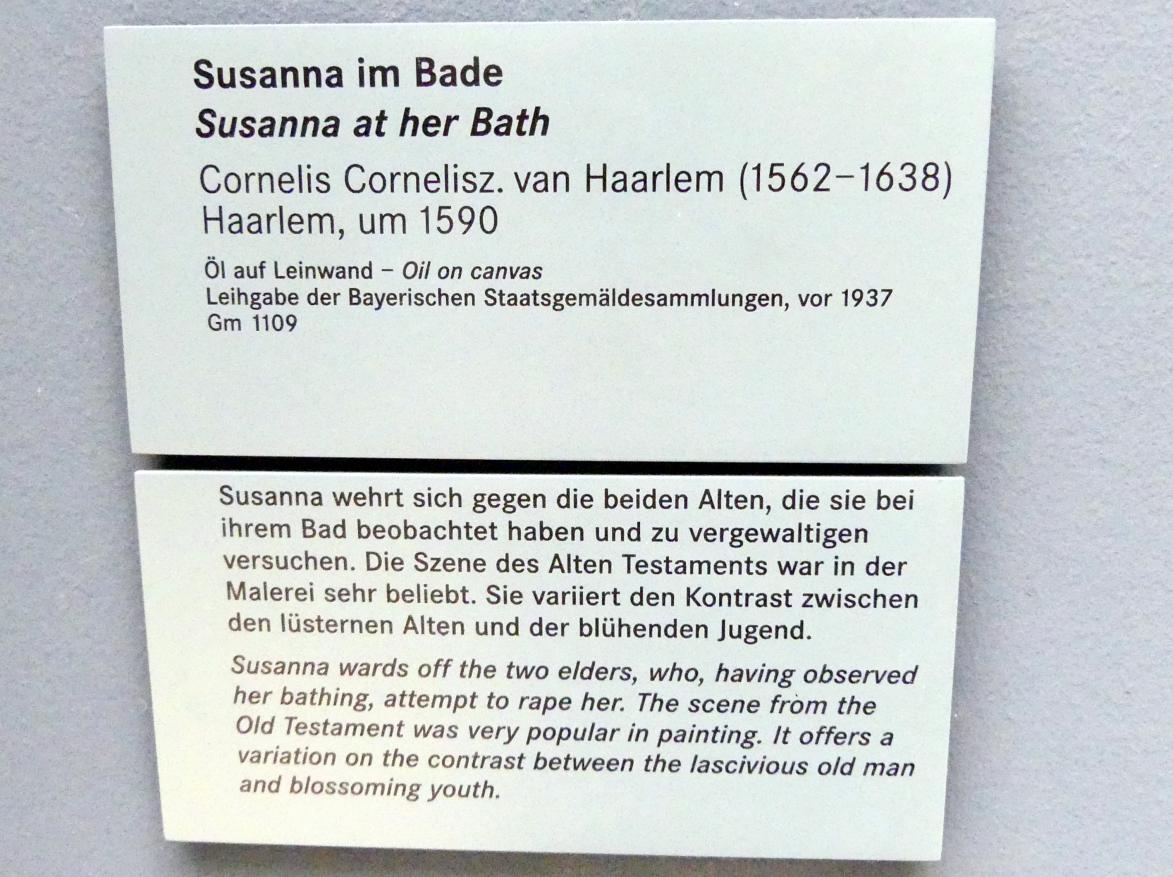 Susanna im Bade
Susanna at her Bath
Cornelis Cornelisz. van Haarlem (1562–1638)
Haarlem, um 1590
Öl auf Leinwand – Oil on canvas
Leihgabe der Bayerischen Staatsgemäldesammlungen, vor 1937
Gm 1109
Susanna wehrt sich gegen die beiden Alten, die sie bei
ihrem Bad beobachtet haben und zu vergewaltigen
versuchen. Die Szene des Alten Testaments war in der
Malerei sehr beliebt. Sie variiert den Kontrast zwischen
den lüsternen Alten und der blühenden Jugend.
Susanna wards off the two elders, who, having observed
her bathing, attempt to rape her. The scene from the
Old Testament was very popular in painting. It offers a
variation on the contrast between the lascivious old man
and blossoming youth.